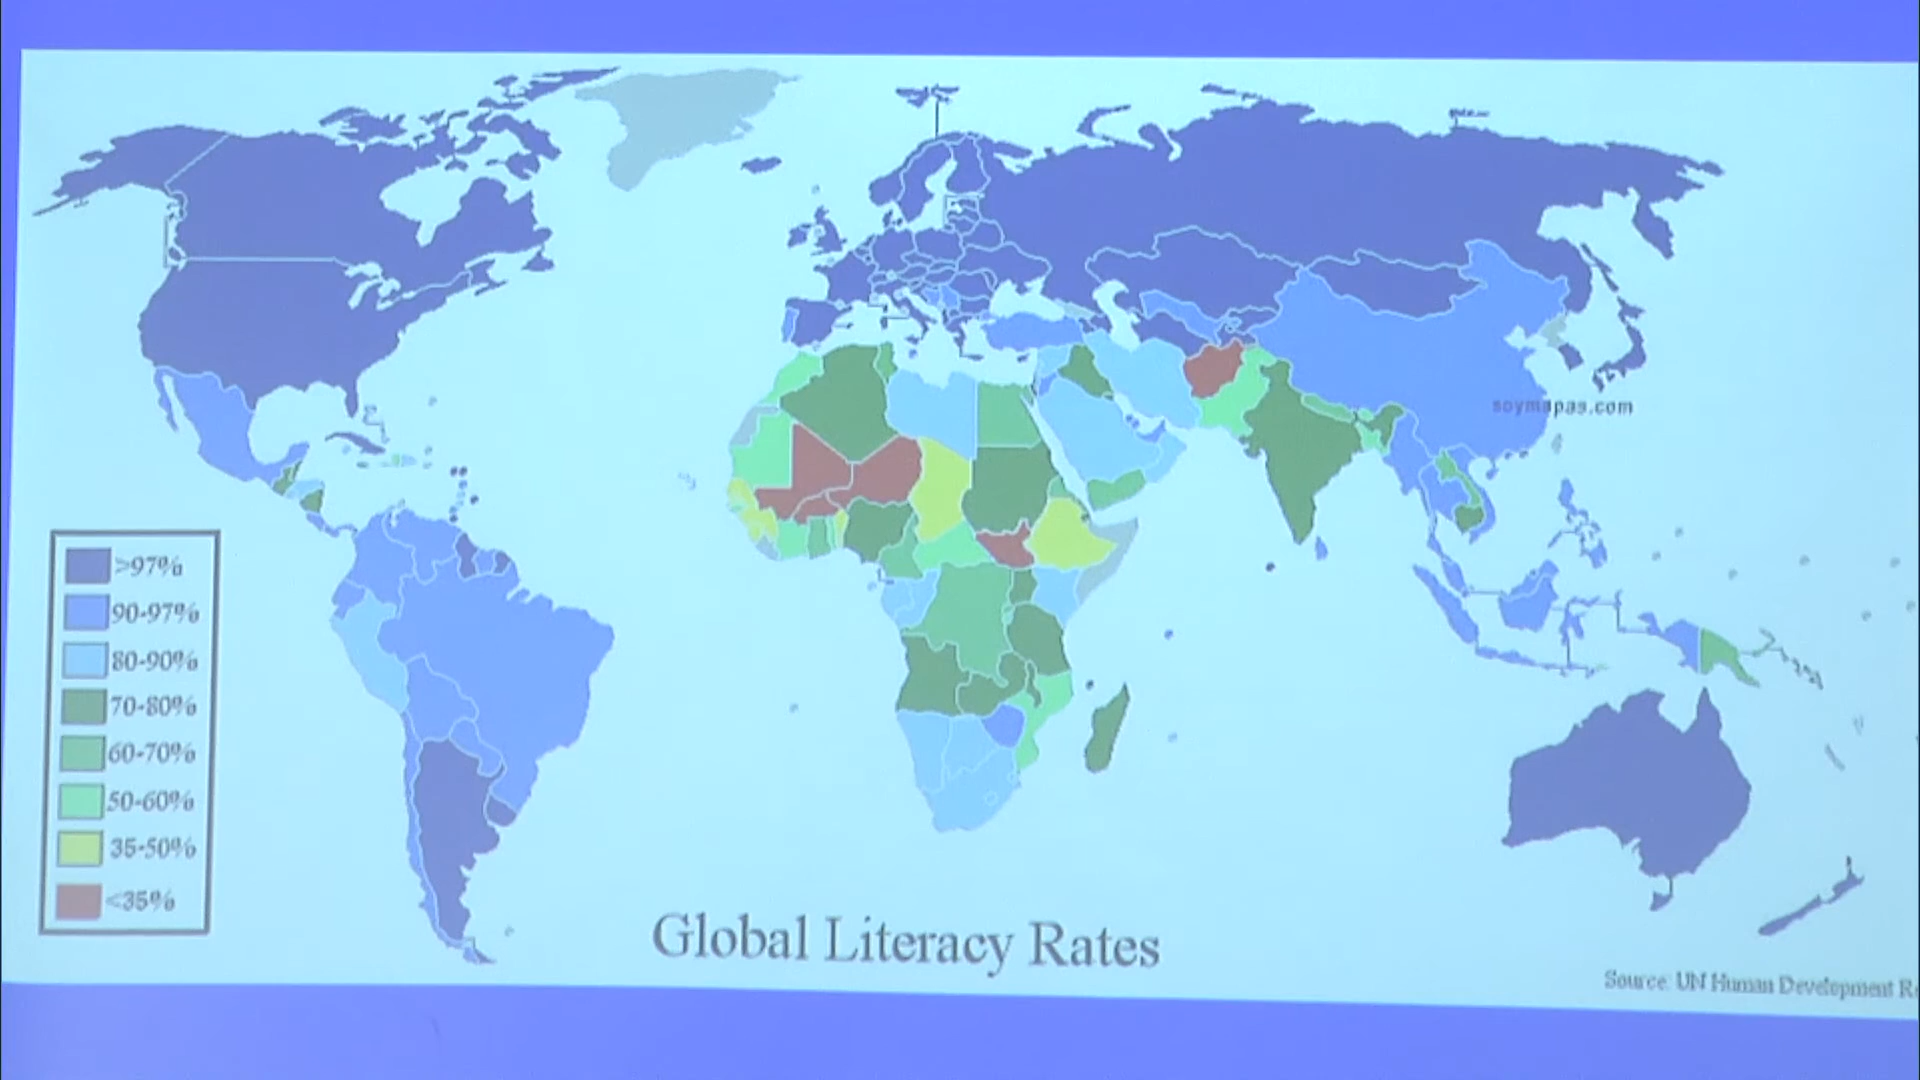 soymapas.com
>97%
90-97%
80-90%
70-80%
60-70%
50-60%
35-50%
<35%
Global Literacy Rates
Source: UN Human Development